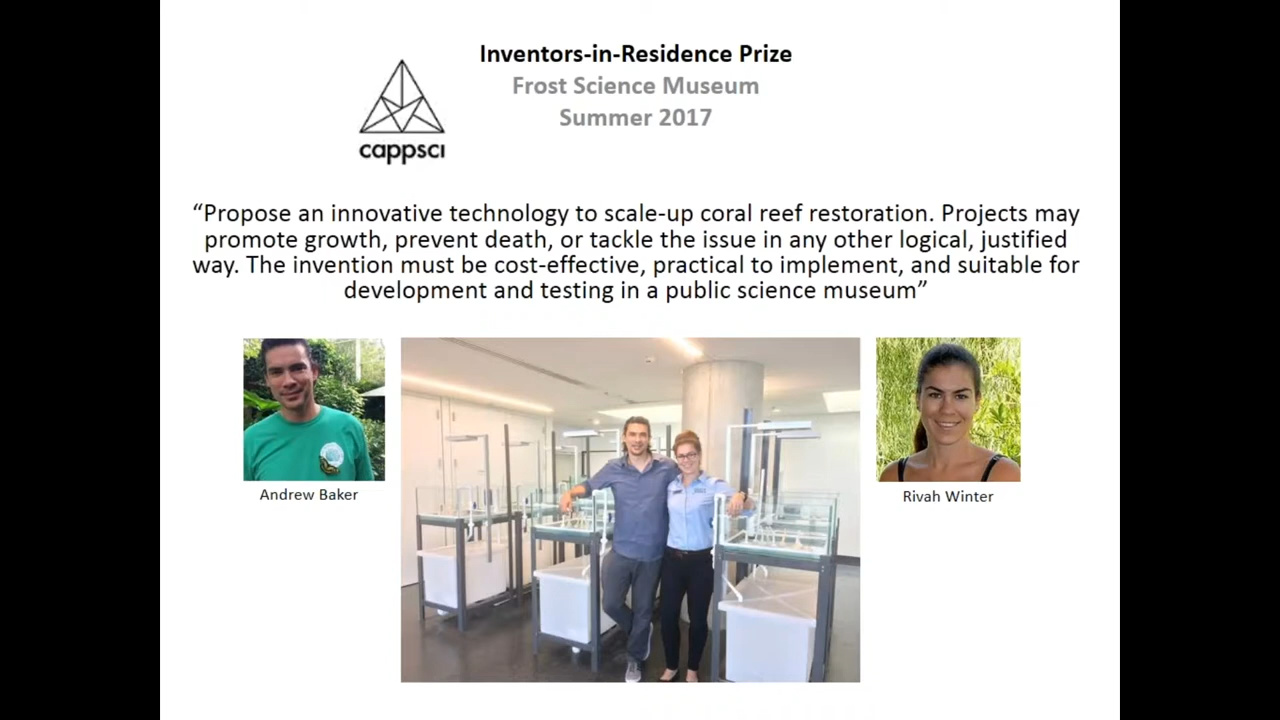 Inventors-in-Residence Prize
Frost Science Museum
Summer 2017
cappsci
“Propose an innovative technology to scale-up coral reef restoration. Projects may
promote growth, prevent death, or tackle the issue in any other logical, justified
way. The invention must be cost-effective, practical to implement, and suitable for
development and testing in a public science museum”
Andrew Baker
Rivah Winter